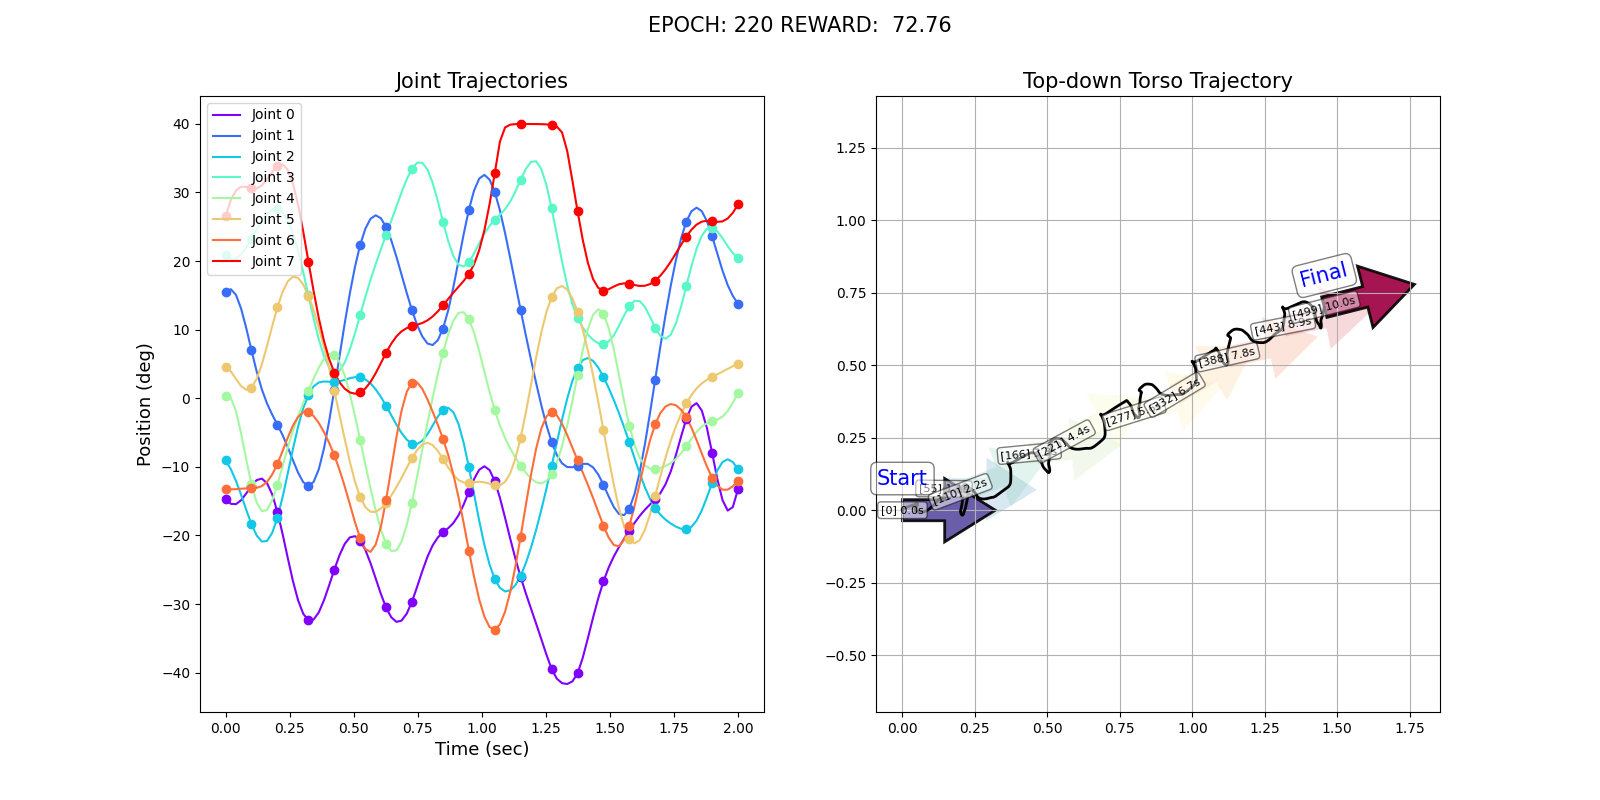 EPOCH: 220 REWARD:  72.76
Joint Trajectories
Joint 0
Joint 1
Joint 2
Joint 3
Joint 4
Joint 5
Joint 6
Joint 7
40
30
20
10
0
−10
−20
−30
−40
Position (deg)
0.00
0.25
0.50
0.75
1.00
1.25
1.50
1.75
2.00
Time (sec)
Top-down Torso Trajectory
1.25
1.00
0.75
0.50
0.25
0.00
−0.25
−0.50
0.00
0.25
0.50
0.75
1.00
1.25
1.50
1.75
Start
Final
[0] 0.0s
[55]
[110] 2.2s
[166]
[221] 4.4s
[277]
[332] 6.7s
[388] 7.8s
[443] 8.9s
[499] 10.0s